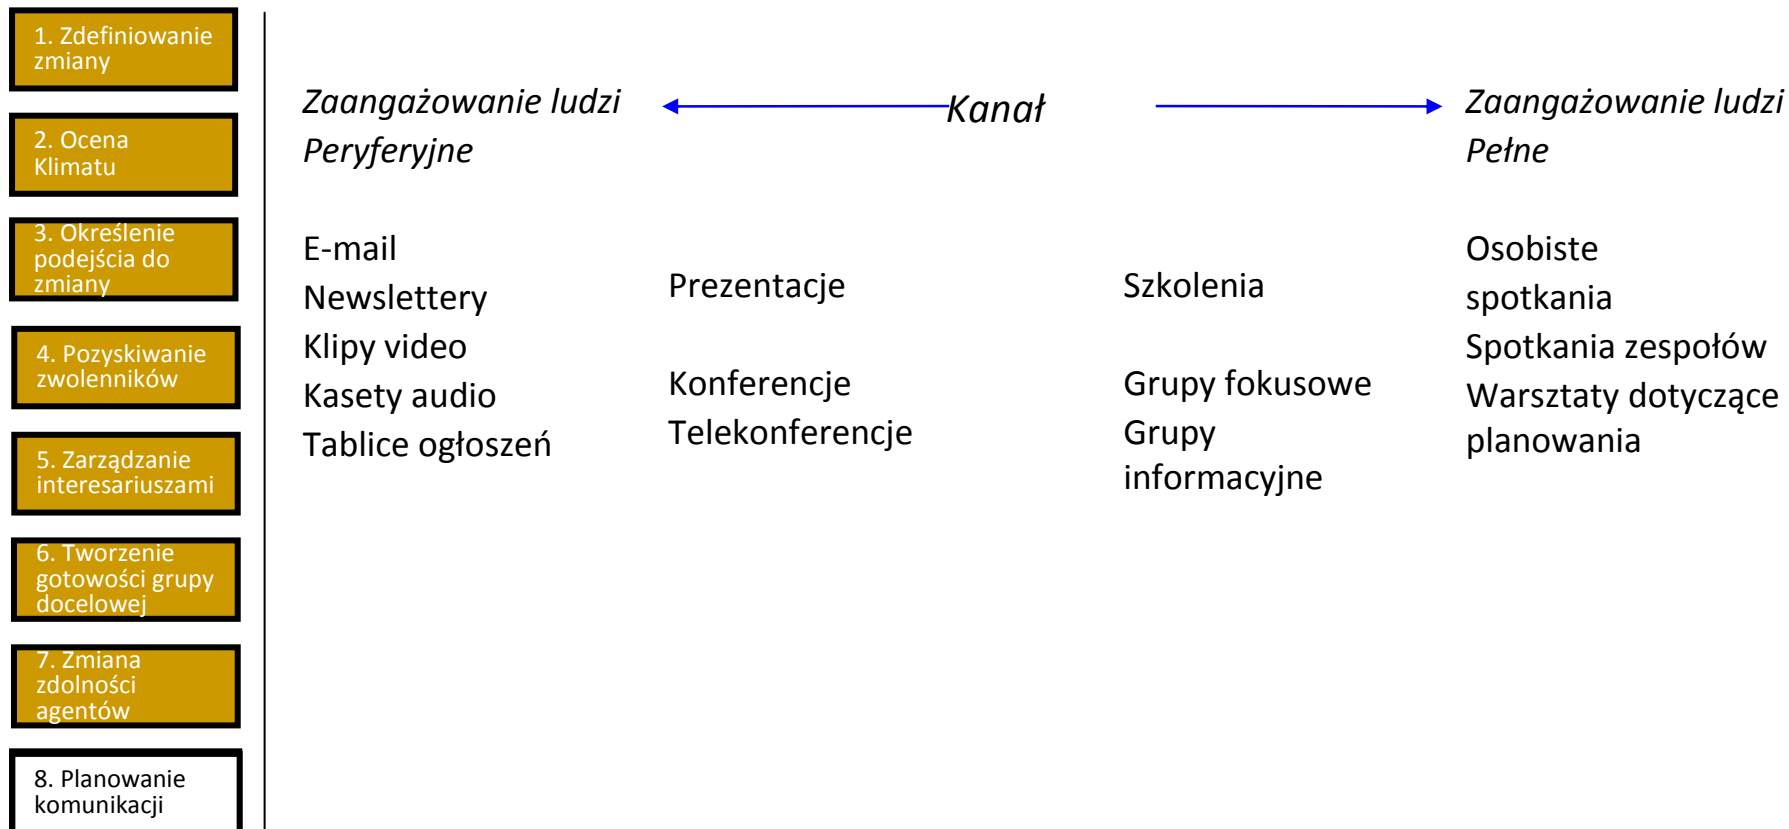 1. Zdefiniowanie
zmiany
2. Ocena
Klimatu
3. Określenie
podejścia do
zmiany
4. Pozyskiwanie
zwolenników
5. Zarządzanie
interesariuszami
6. Tworzenie
gotowości grupy
docelowej
7. Zmiana
zdolności
agentów
8. Planowanie
komunikacji
Zaangażowanie ludzi
Peryferyjne
Kanał
Zaangażowanie ludzi
Pełne
E-mail
Newslettery
Klipy video
Kasety audio
Tablice ogłoszeń
Prezentacje
Konferencje
Telekonferencje
Szkolenia
Grupy fokusowe
Grupy
informacyjne
Osobiste
spotkania
Spotkania zespołów
Warsztaty dotyczące
planowania